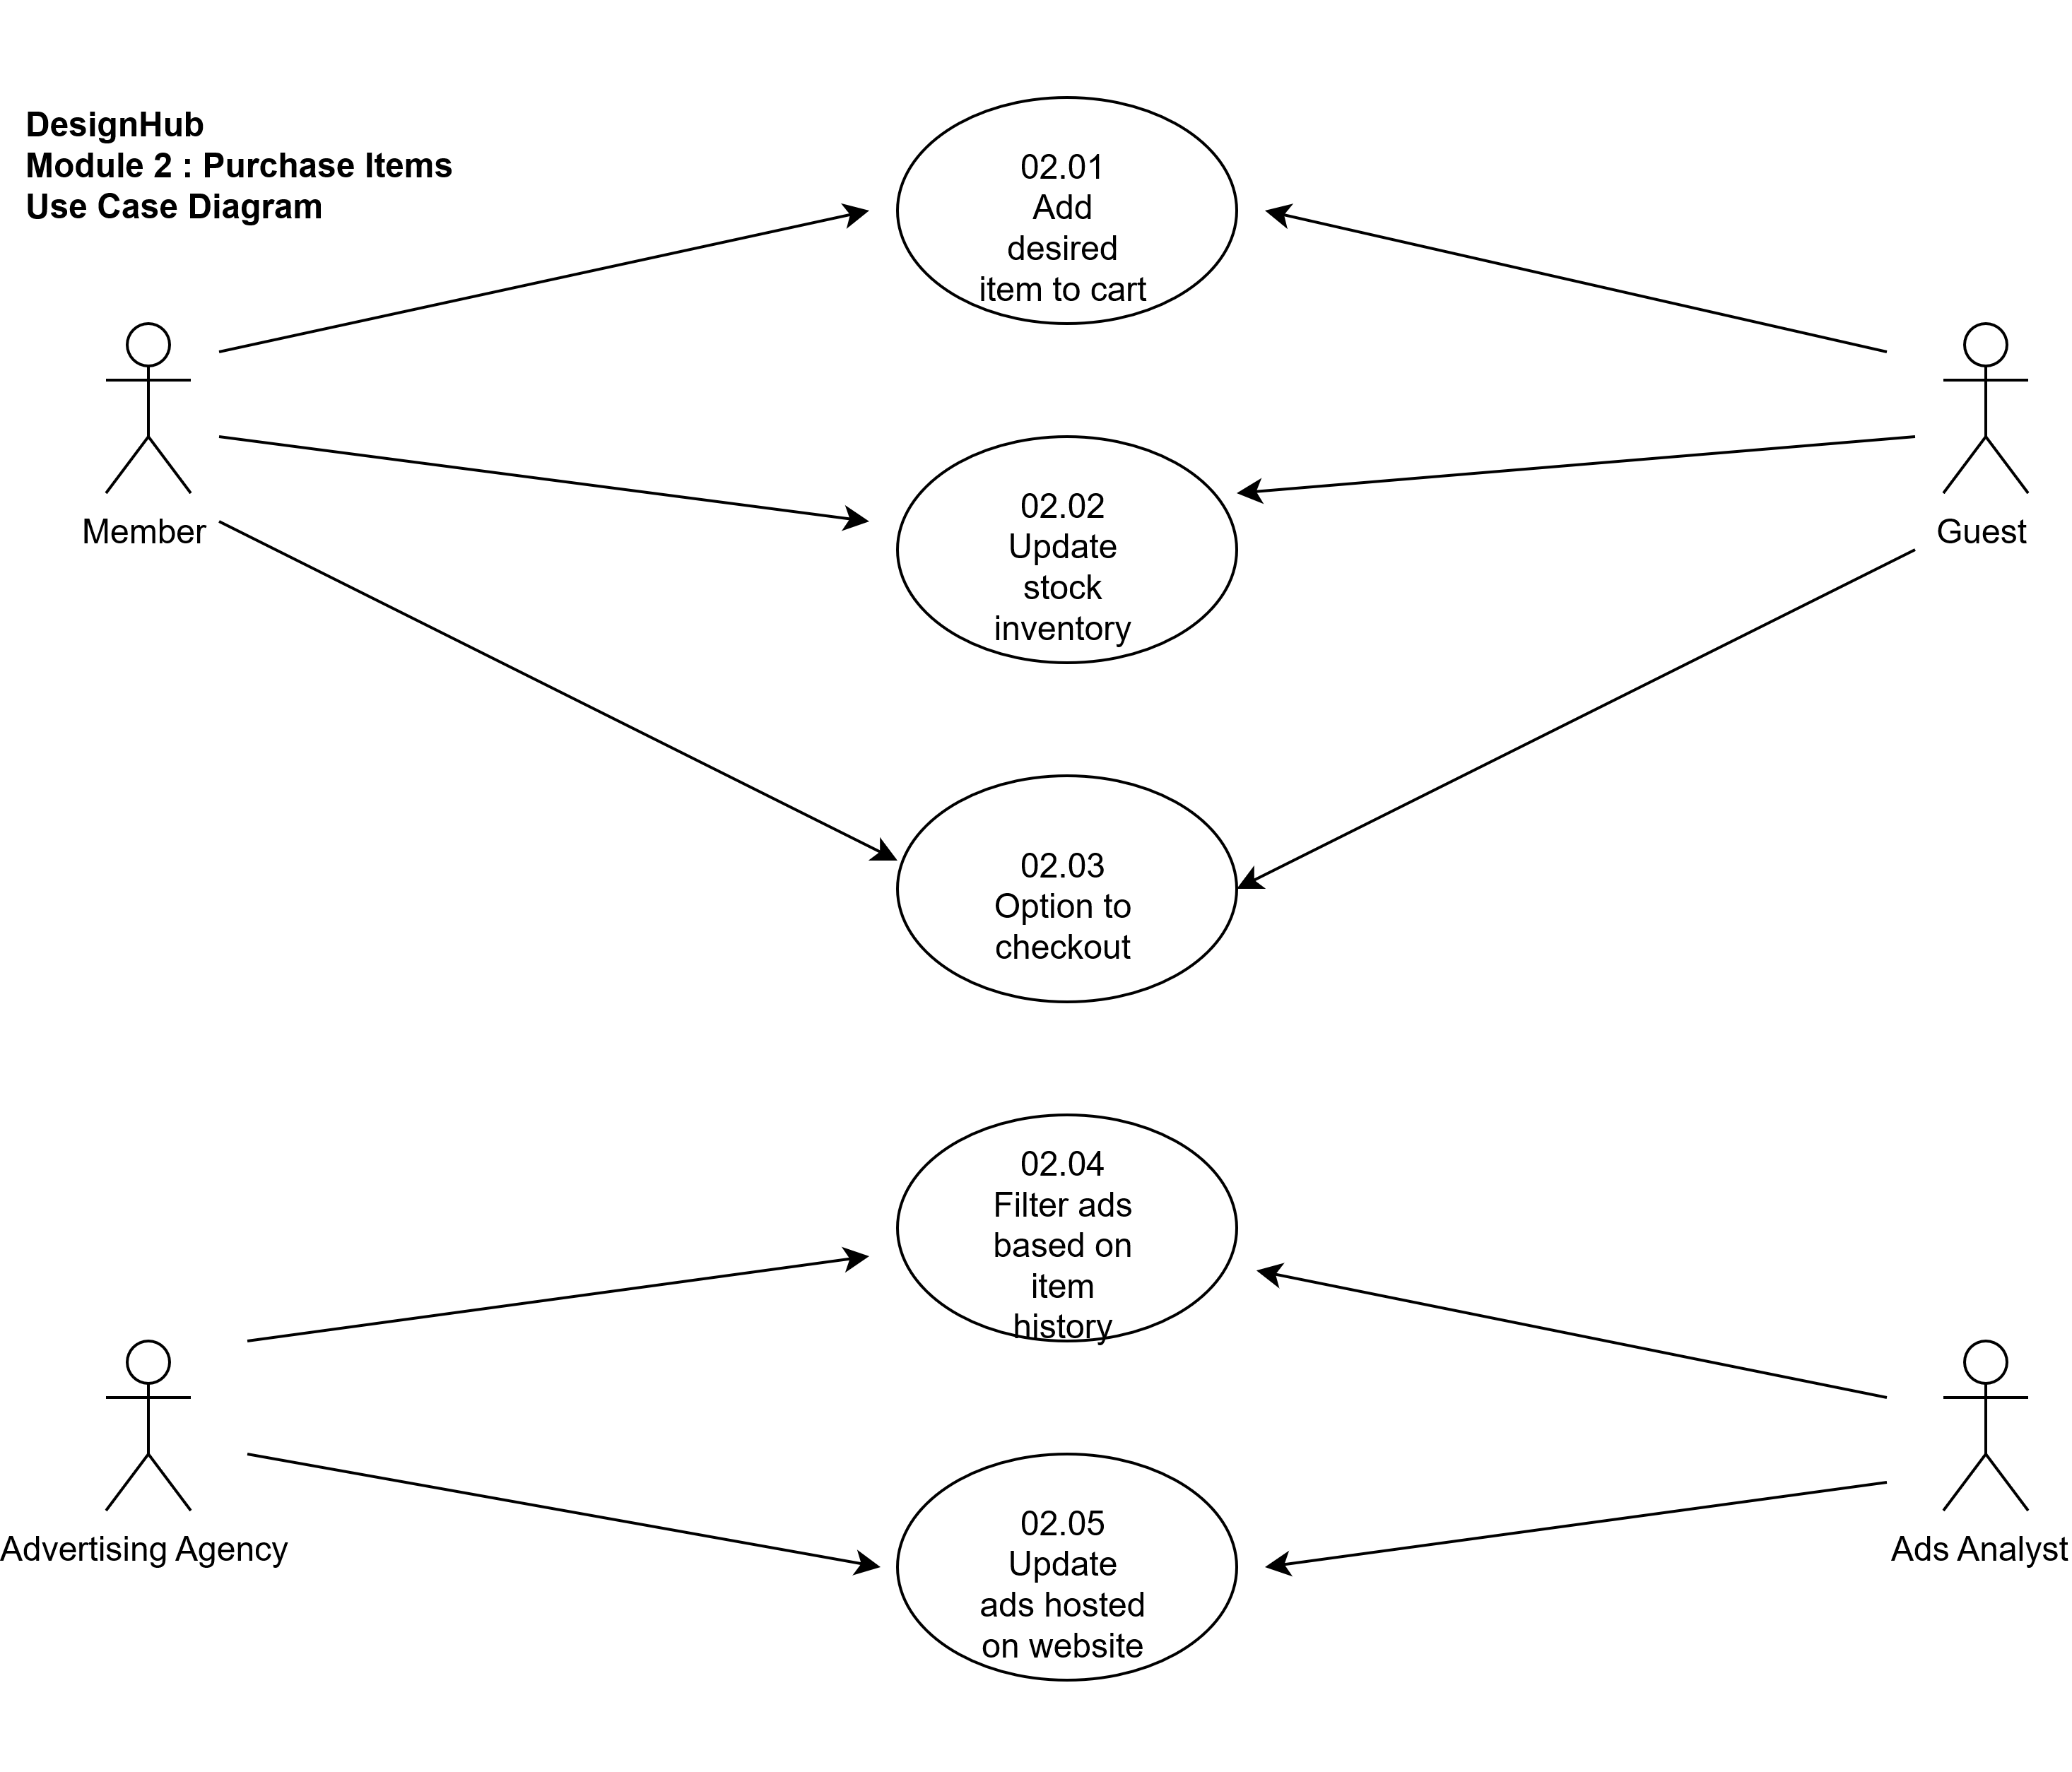 DesignHub
Module 2 : Purchase Items
Use Case Diagram
02.01
Add
desired
item to cart
Member
Guest
02.02
Update
stock
inventory
02.03
Option to
checkout
02.04
Filter ads
based on
item
history
Advertising Agency
Ads Analyst
02.05
Update
ads hosted
on website